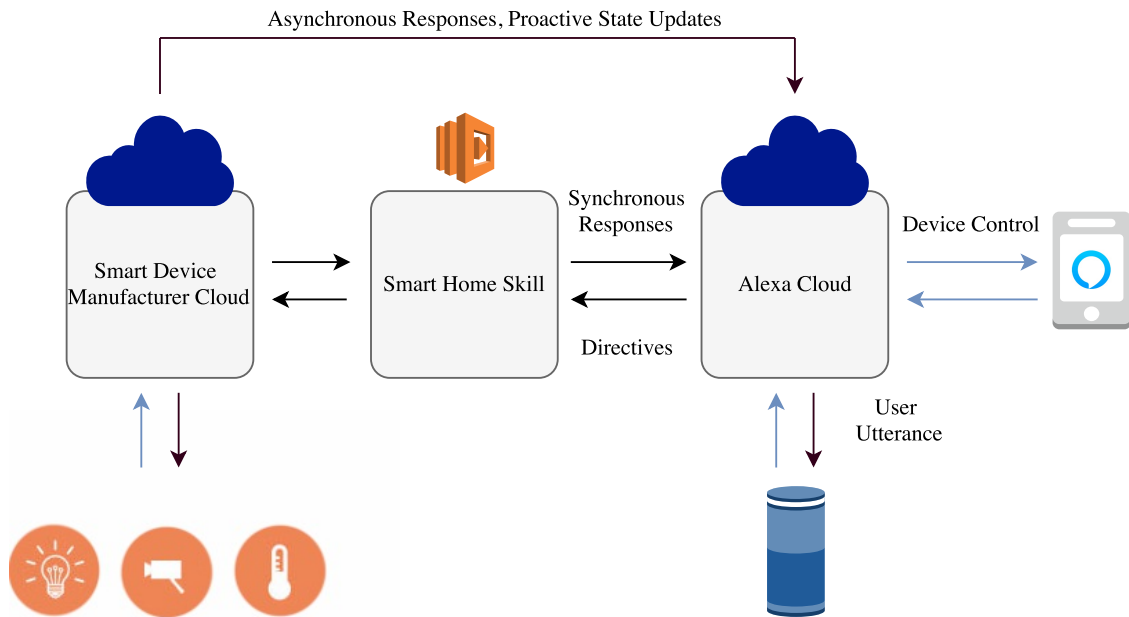 Asynchronous Responses, Proactive State Updates
Smart Device
Manufacturer Cloud
Smart Home Skill
Synchronous
Responses
Directives
Alexa Cloud
Device Control
User
Utterance